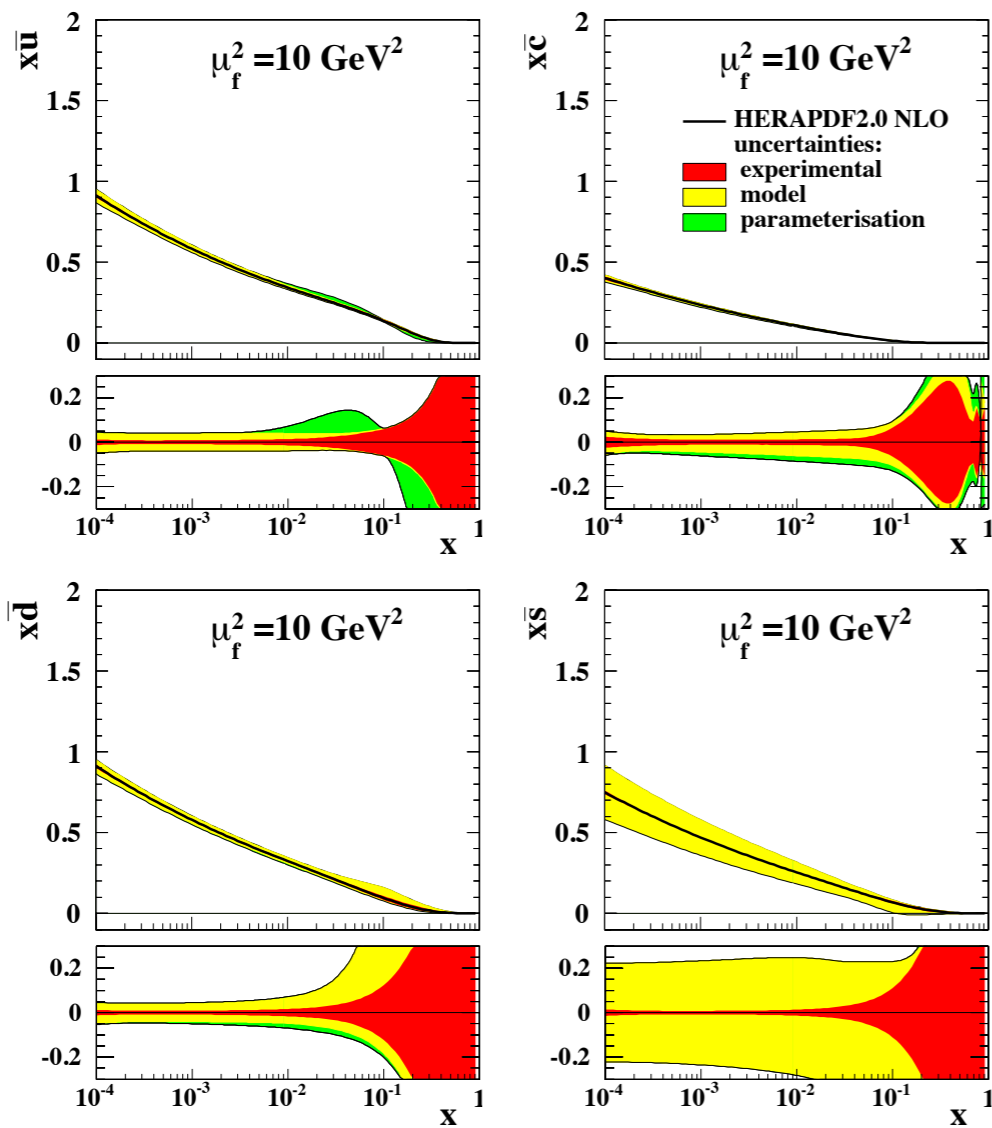 xu̅
μ_f^2 =10 GeV^2
2
1.5
1
0.5
0
0.2
0
-0.2
10^-4 10^-3 10^-2 10^-1 1
x
xc̅
μ_f^2 =10 GeV^2
HERAPDF2.0 NLO
uncertainties:
experimental
model
parameterisation
2
1.5
1
0.5
0
0.2
0
-0.2
10^-4 10^-3 10^-2 10^-1 1
x
xd̅
μ_f^2 =10 GeV^2
2
1.5
1
0.5
0
0.2
0
-0.2
10^-4 10^-3 10^-2 10^-1 1
x
xs̅
μ_f^2 =10 GeV^2
2
1.5
1
0.5
0
0.2
0
-0.2
10^-4 10^-3 10^-2 10^-1 1
x